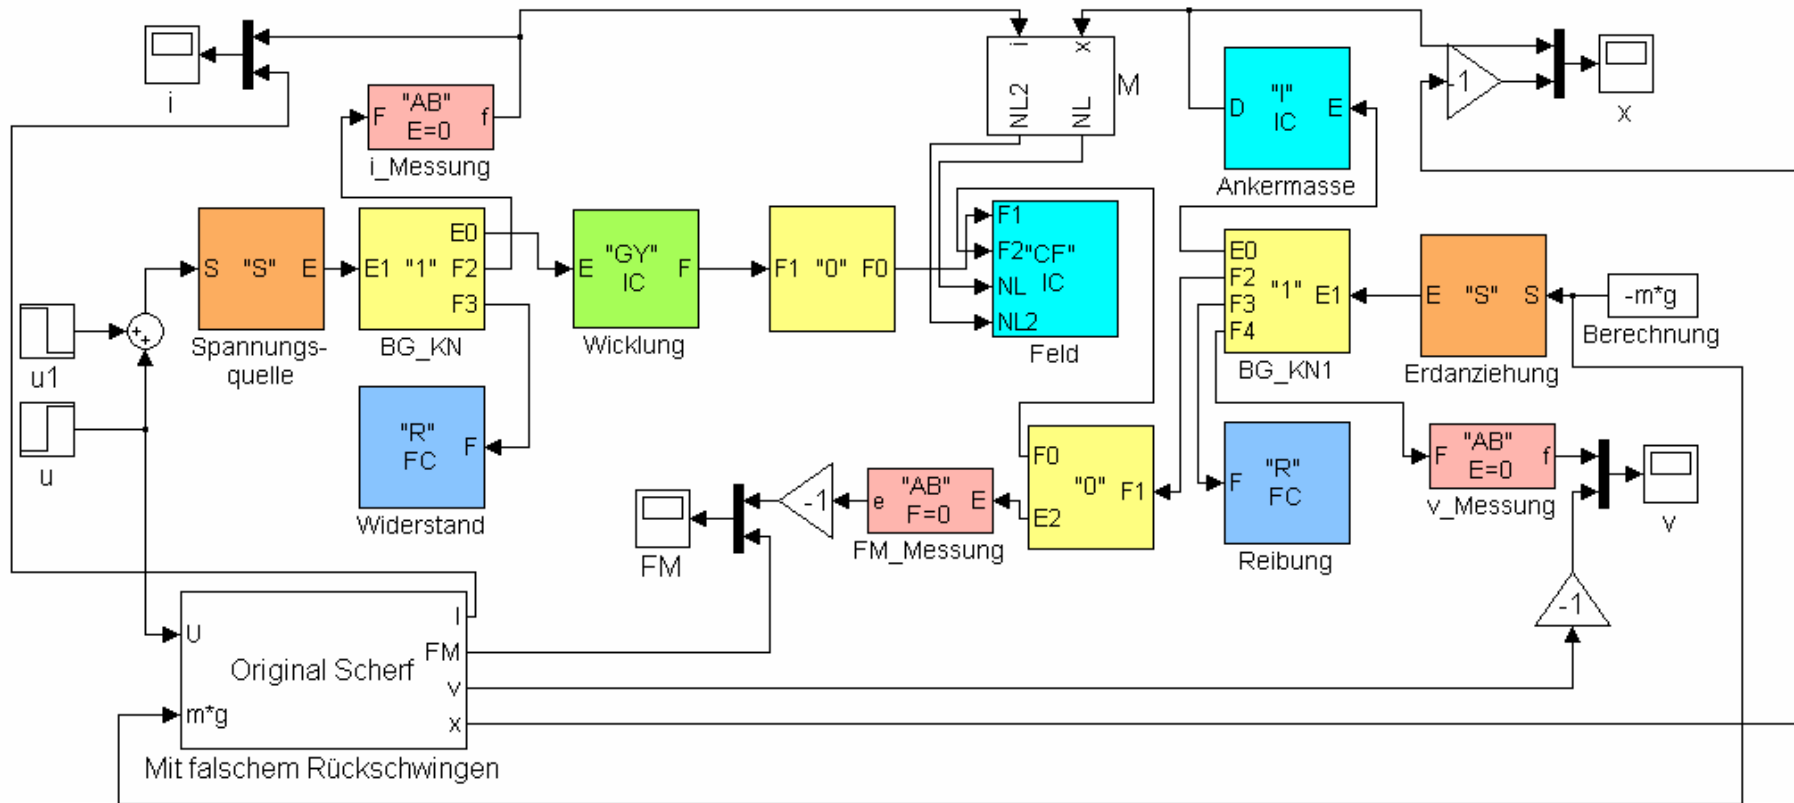 i
"AB"
F E=0 f
i_Messung
i x
NL2 NL
M
"I"
D IC E
Ankermasse
-1
x
S "S" E
Spannungs-
quelle
E0
E1 "1" F2
F3
BG_KN
"GY"
E IC F
Wicklung
F1 "0" F0
F1
F2 "CF"
NL IC
NL2
Feld
E0
F2
F3 "1" E1
F4
BG_KN1
E "S" S
Erdanziehung
-m*g
Berechnung
u1
u
"R"
FC F
Widerstand
FM
-1
"AB"
e F=0 E
FM_Messung
F0
"0" F1
E2
"R"
F FC
Reibung
"AB"
F E=0 f
v_Messung
v
-1
U
m*g
Original Scherf
I
FM
v
x
Mit falschem Rückschwingen